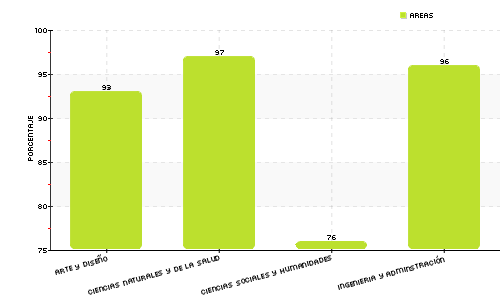 AREAS
100
97
96
95
93
90
PORCENTAJE
85
80
76
75
ARTE y DISEÑO
CIENCIAS NATURALES y DE LA SALUD
CIENCIAS SOCIALES y HUMANIDADES
INGENIERIA y ADMINSTRACIÓN